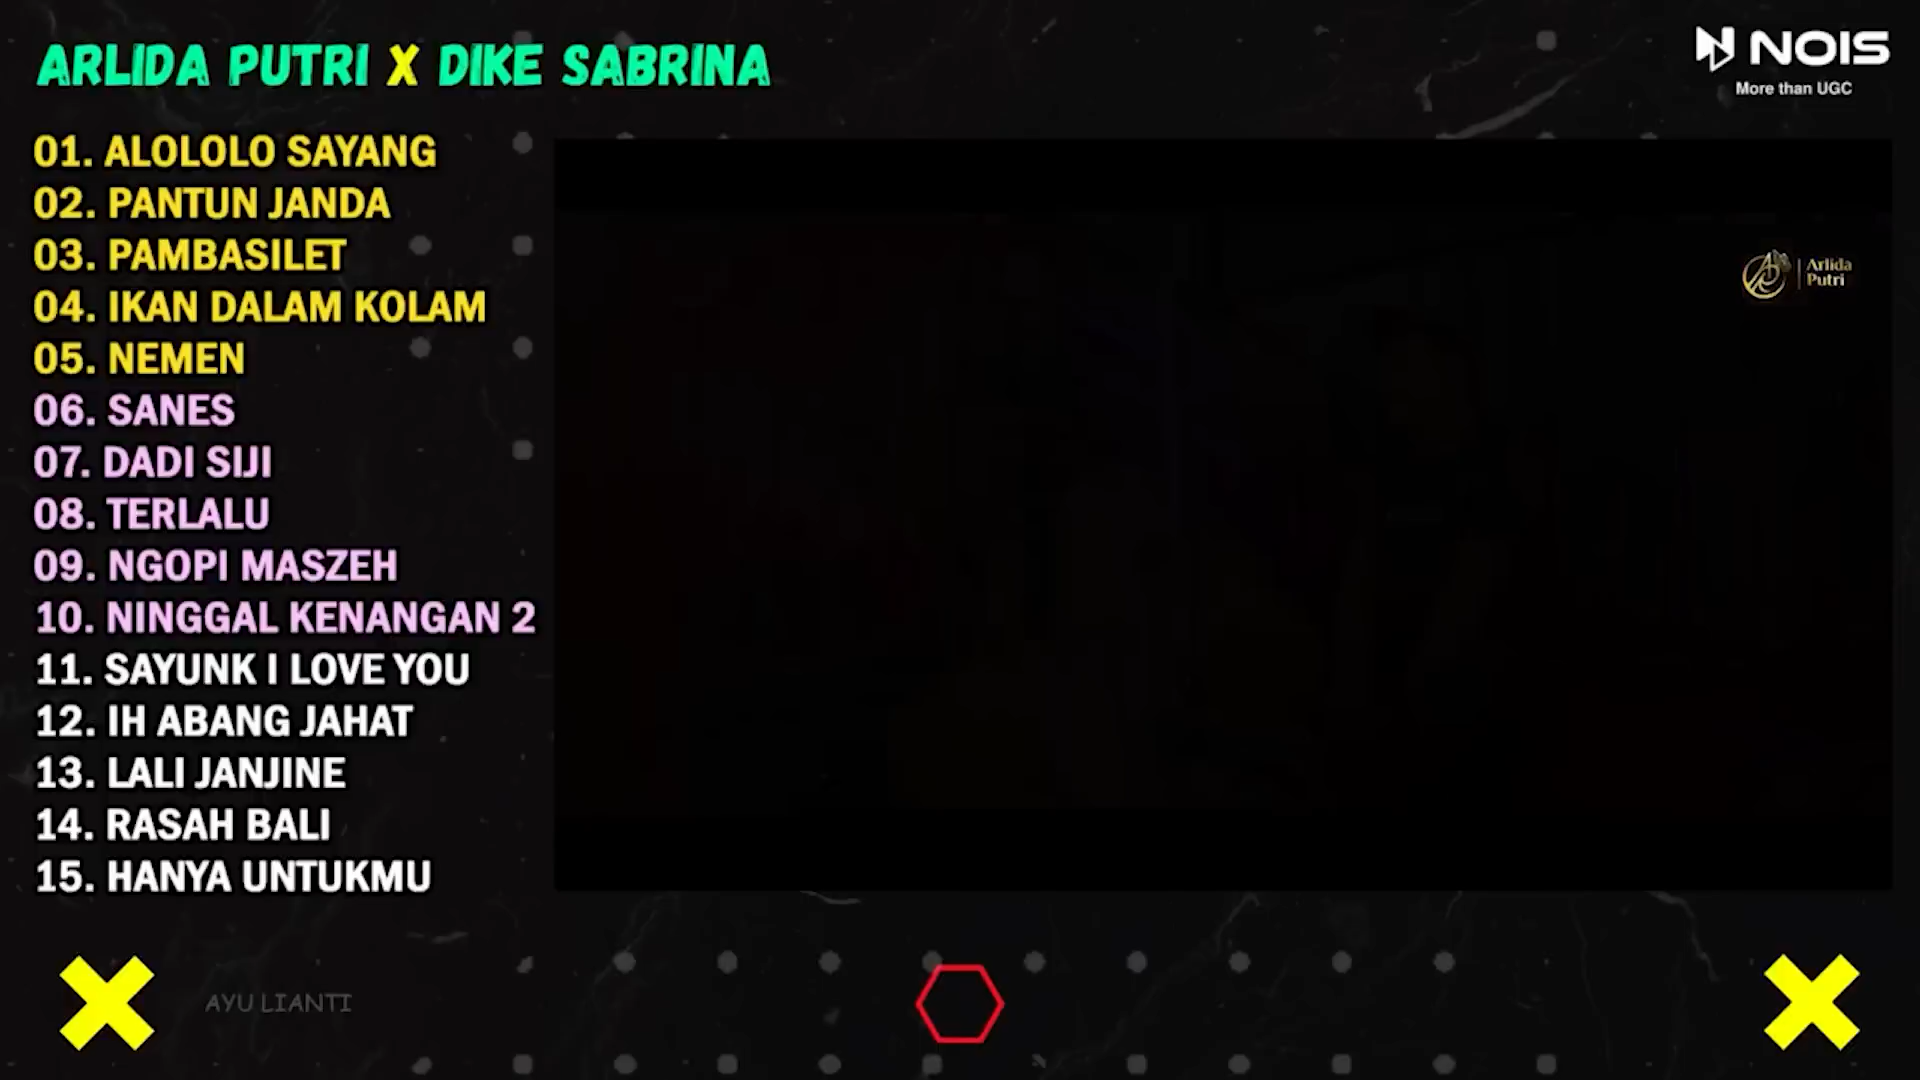 ARLIDA PUTRI X DIKE SABRINA
NOIS
More than UGC
01. ALOLOLO SAYANG
02. PANTUN JANDA
03. PAMBASILET
04. IKAN DALAM KOLAM
05. NEMEN
06. SANES
07. DADI SIJI
08. TERLALU
09. NGOPI MASZEH
10. NINGGAL KENANGAN 2
11. SAYUNK I LOVE YOU
12. IH ABANG JAHAT
13. LALI JANJINE
14. RASAH BALI
15. HANYA UNTUKMU
Arlida
Putri
AYU LIANTI